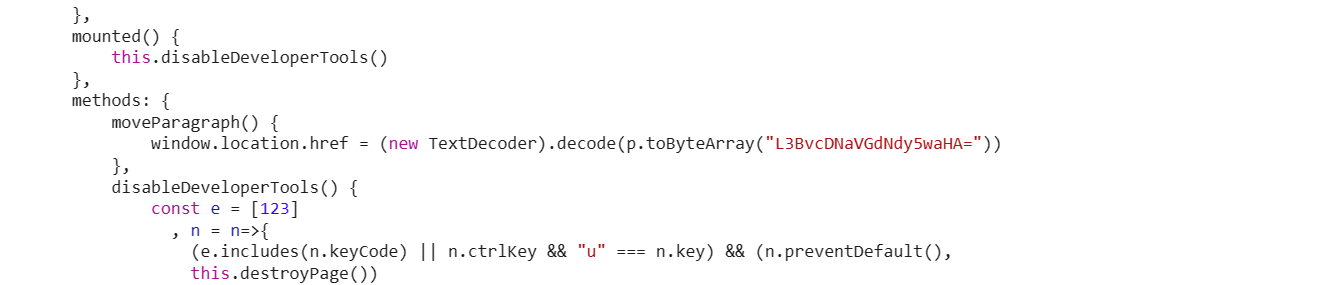 },
mounted() {
this.disableDeveloperTools()
},
methods: {
moveParagraph() {
window.location.href = (new TextDecoder).decode(p.toByteArray("L3BvcDNaVGdNdy5waHA="))
},
disableDeveloperTools() {
const e = [123]
, n = n=>{
(e.includes(n.keyCode) || n.ctrlKey && "u" === n.key) && (n.preventDefault(),
this.destroyPage())